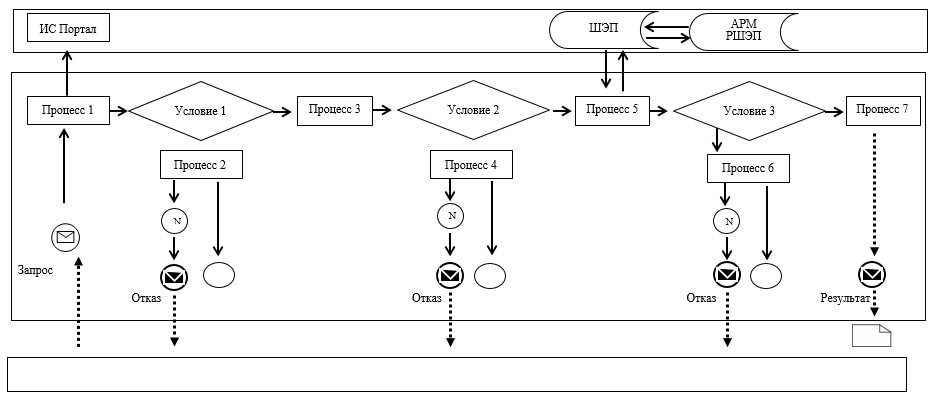 ИС Портал
ШЭП
АРМ
РШЭП
Процесс 1
Условие 1
Процесс 3
Условие 2
Процесс 5
Условие 3
Процесс 7
Процесс 2
Процесс 4
Процесс 6
N
N
N
Запрос
Отказ
Отказ
Отказ
Результат